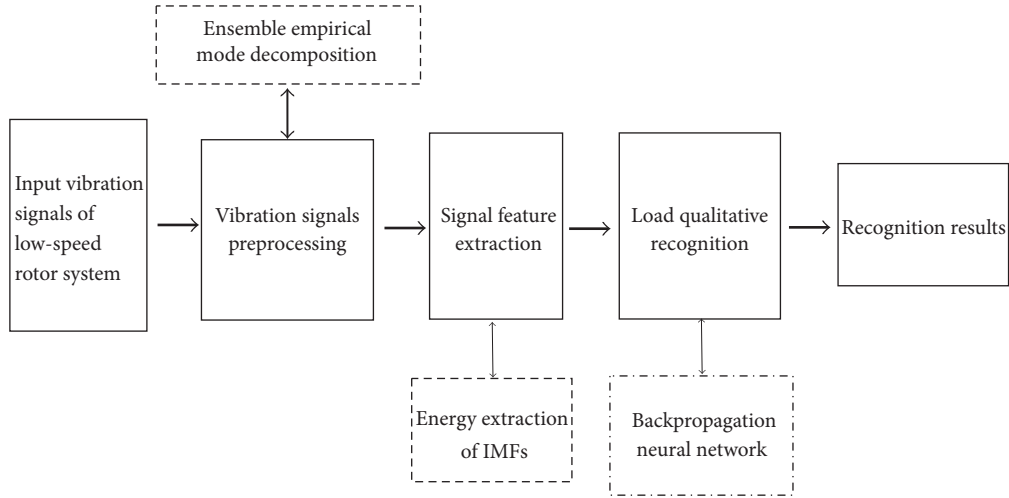 Ensemble empirical
mode decomposition
Input vibration
signals of
low-speed
rotor system
Vibration signals
preprocessing
Signal feature
extraction
Load qualitative
recognition
Recognition results
Energy extraction
of IMFs
Backpropagation
neural network